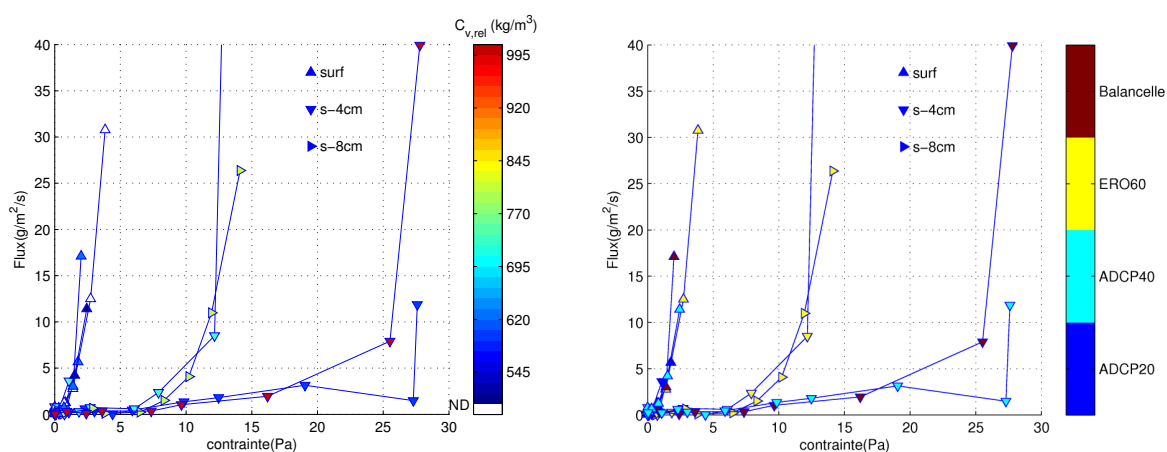 C_{v,rel} (kg/m^3)
40
35
30
25
20
15
10
5
0
0 5 10 15 20 25 30
Flux(g/m^2/s)
contrainte(Pa)
surf
s−4cm
s−8cm
995
920
845
770
695
620
545
ND
40
35
30
25
20
15
10
5
0
0 5 10 15 20 25 30
Flux(g/m^2/s)
contrainte(Pa)
surf
s−4cm
s−8cm
Balancelle
ERO60
ADCP40
ADCP20